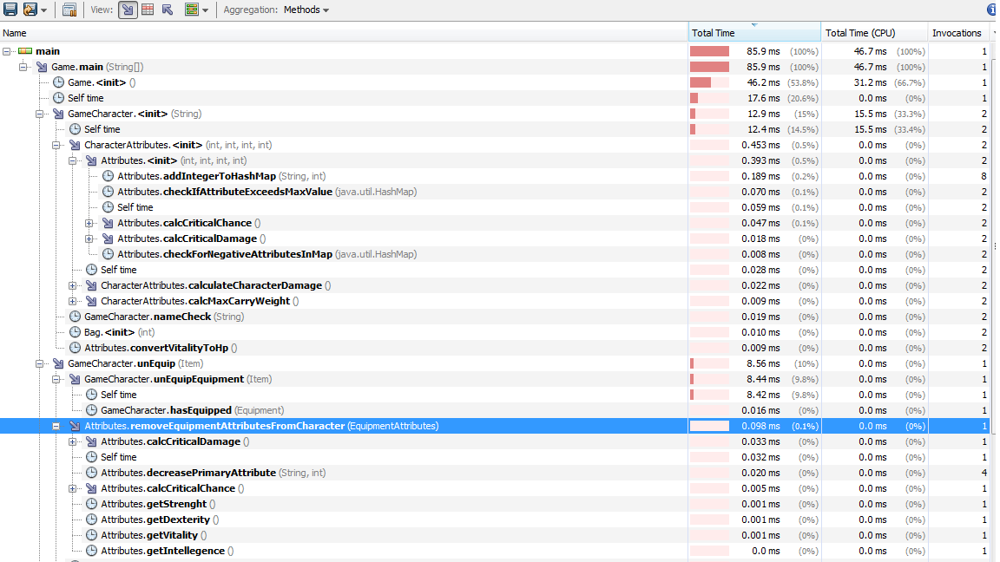 View: Aggregation: Methods
Name Total Time Total Time (CPU) Invocations
main 85.9 ms (100%) 46.7 ms (100%) 1
Game.main (String[]) 85.9 ms (100%) 46.7 ms (100%) 1
Game.<init> () 46.2 ms (53.8%) 31.2 ms (66.7%) 1
Self time 17.6 ms (20.6%) 0.0 ms (0%) 1
GameCharacter.<init> (String) 12.9 ms (15%) 15.5 ms (33.3%) 2
Self time 12.4 ms (14.5%) 15.5 ms (33.4%) 2
CharacterAttributes.<init> (int, int, int, int) 0.453 ms (0.5%) 0.0 ms (0%) 2
Attributes.<init> (int, int, int, int) 0.393 ms (0.5%) 0.0 ms (0%) 2
Attributes.addIntegerToHashMap (String, int) 0.189 ms (0.2%) 0.0 ms (0%) 8
Attributes.checkIfAttributeExceedsMaxValue (java.util.HashMap) 0.070 ms (0.1%) 0.0 ms (0%) 2
Self time 0.059 ms (0.1%) 0.0 ms (0%) 2
Attributes.calcCriticalChance () 0.047 ms (0.1%) 0.0 ms (0%) 2
Attributes.calcCriticalDamage () 0.018 ms (0%) 0.0 ms (0%) 2
Attributes.checkForNegativeAttributesInMap (java.util.HashMap) 0.008 ms (0%) 0.0 ms (0%) 2
Self time 0.028 ms (0%) 0.0 ms (0%) 2
CharacterAttributes.calculateCharacterDamage () 0.022 ms (0%) 0.0 ms (0%) 2
CharacterAttributes.calcMaxCarryWeight () 0.009 ms (0%) 0.0 ms (0%) 2
GameCharacter.nameCheck (String) 0.019 ms (0%) 0.0 ms (0%) 2
Bag.<init> (int) 0.010 ms (0%) 0.0 ms (0%) 2
Attributes.convertVitalityToHp () 0.009 ms (0%) 0.0 ms (0%) 2
GameCharacter.unEquip (Item) 8.56 ms (10%) 0.0 ms (0%) 1
GameCharacter.unEquipEquipment (Item) 8.44 ms (9.8%) 0.0 ms (0%) 1
Self time 8.42 ms (9.8%) 0.0 ms (0%) 1
GameCharacter.hasEquipped (Equipment) 0.016 ms (0%) 0.0 ms (0%) 1
Attributes.removeEquipmentAttributesFromCharacter (EquipmentAttributes) 0.098 ms (0.1%) 0.0 ms (0%) 1
Attributes.calcCriticalDamage () 0.033 ms (0%) 0.0 ms (0%) 1
Self time 0.032 ms (0%) 0.0 ms (0%) 1
Attributes.decreasePrimaryAttribute (String, int) 0.020 ms (0%) 0.0 ms (0%) 4
Attributes.calcCriticalChance () 0.005 ms (0%) 0.0 ms (0%) 1
Attributes.getStrenght () 0.001 ms (0%) 0.0 ms (0%) 1
Attributes.getDexterity () 0.001 ms (0%) 0.0 ms (0%) 1
Attributes.getVitality () 0.001 ms (0%) 0.0 ms (0%) 1
Attributes.getIntellegence () 0.0 ms (0%) 0.0 ms (0%) 1